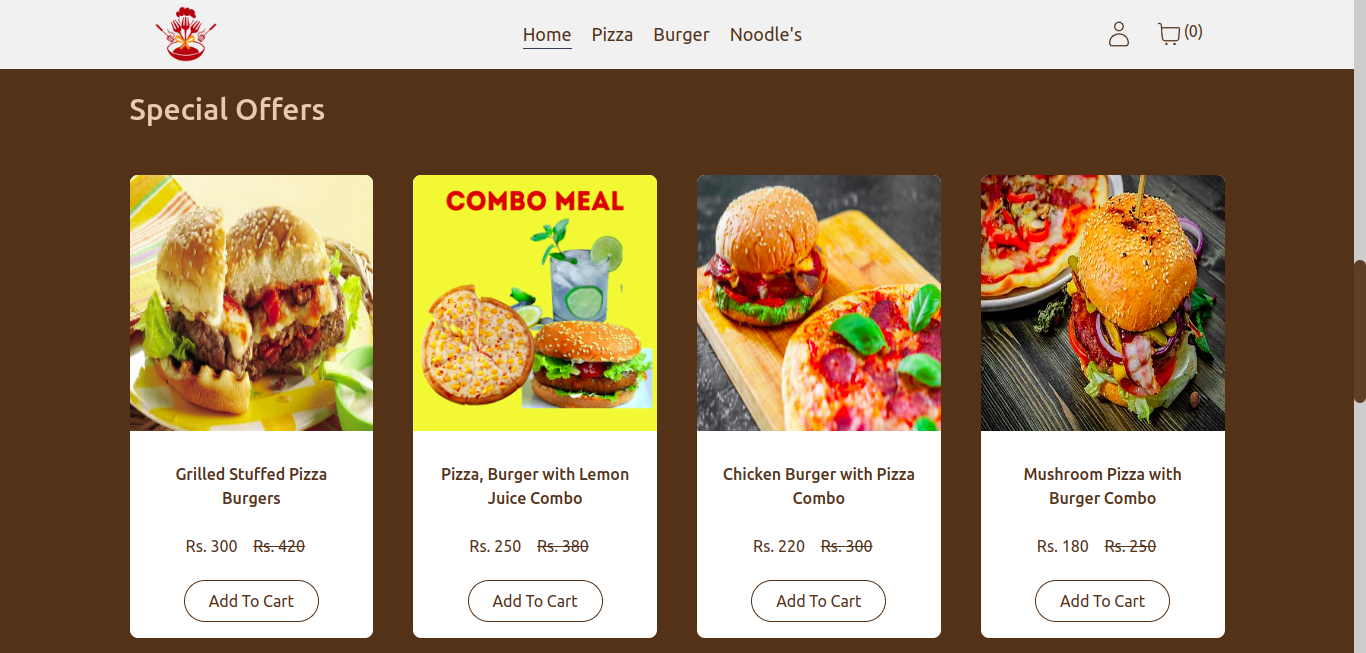 Home Pizza Burger Noodle's (0)
Special Offers
COMBO MEAL
Grilled Stuffed Pizza
Burgers
Rs. 300 Rs. 420
Add To Cart
Pizza, Burger with Lemon
Juice Combo
Rs. 250 Rs. 380
Add To Cart
Chicken Burger with Pizza
Combo
Rs. 220 Rs. 300
Add To Cart
Mushroom Pizza with
Burger Combo
Rs. 180 Rs. 250
Add To Cart